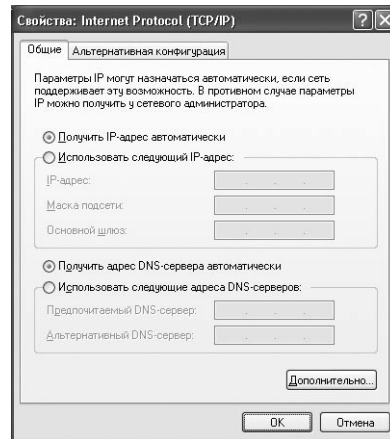 Свойства: Internet Protocol (TCP/IP)
Общие
Альтернативная конфигурация
Параметры IP могут назначаться автоматически, если сеть
поддерживает эту возможность. В противном случае параметры
IP можно получить у сетевого администратора.
Получить IP-адрес автоматически
Использовать следующий IP-адрес:
IP-адрес:
Маска подсети:
Основной шлюз:
Получить адрес DNS-сервера автоматически
Использовать следующие адреса DNS-серверов:
Предпочитаемый DNS-сервер:
Альтернативный DNS-сервер:
Дополнительно...
OK
Отмена